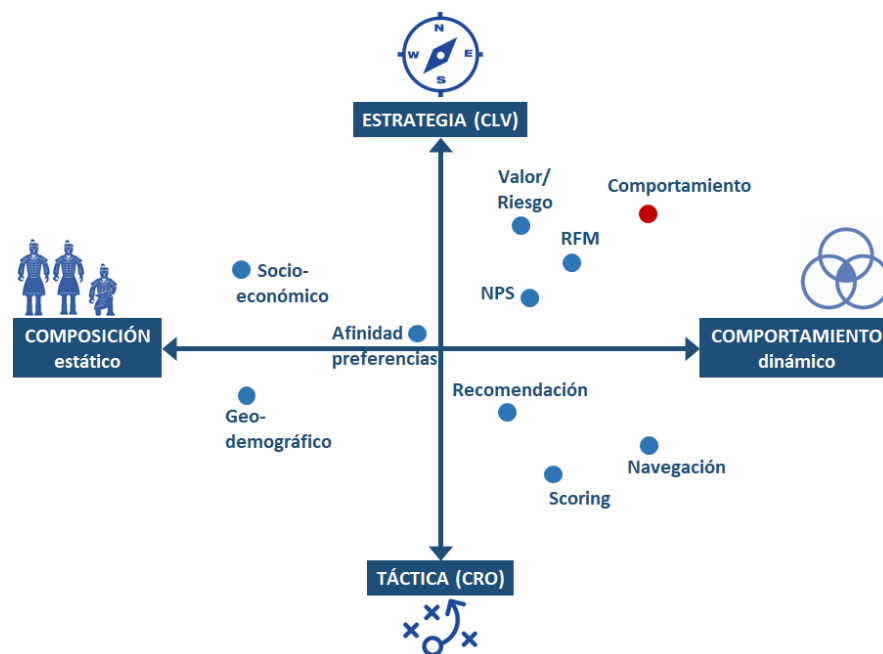 N
W E
S
ESTRATEGIA (CLV)
Valor/
Riesgo
Comportamiento
RFM
Socio-
económico
NPS
COMPOSICIÓN
estático
Afinidad
preferencias
COMPORTAMIENTO
dinámico
Recomendación
Geo-
demográfico
Navegación
Scoring
TÁCTICA (CRO)